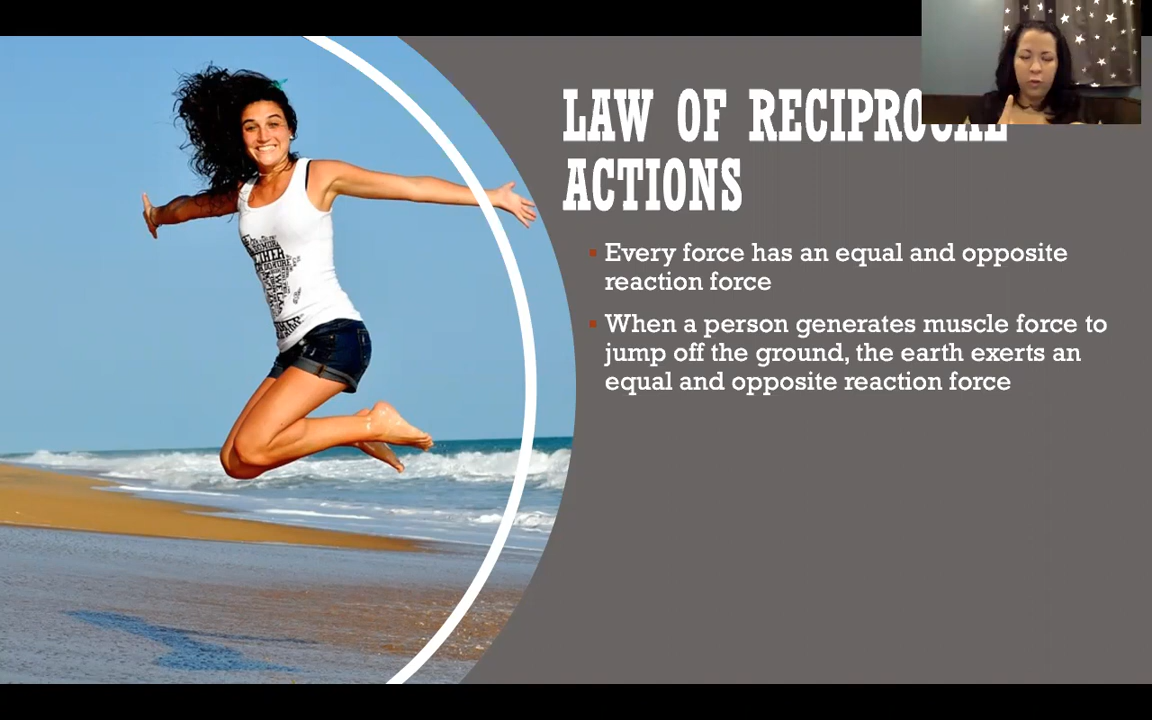 LAW OF RECIPROCAL
ACTIONS
Every force has an equal and opposite
reaction force
When a person generates muscle force to
jump off the ground, the earth exerts an
equal and opposite reaction force